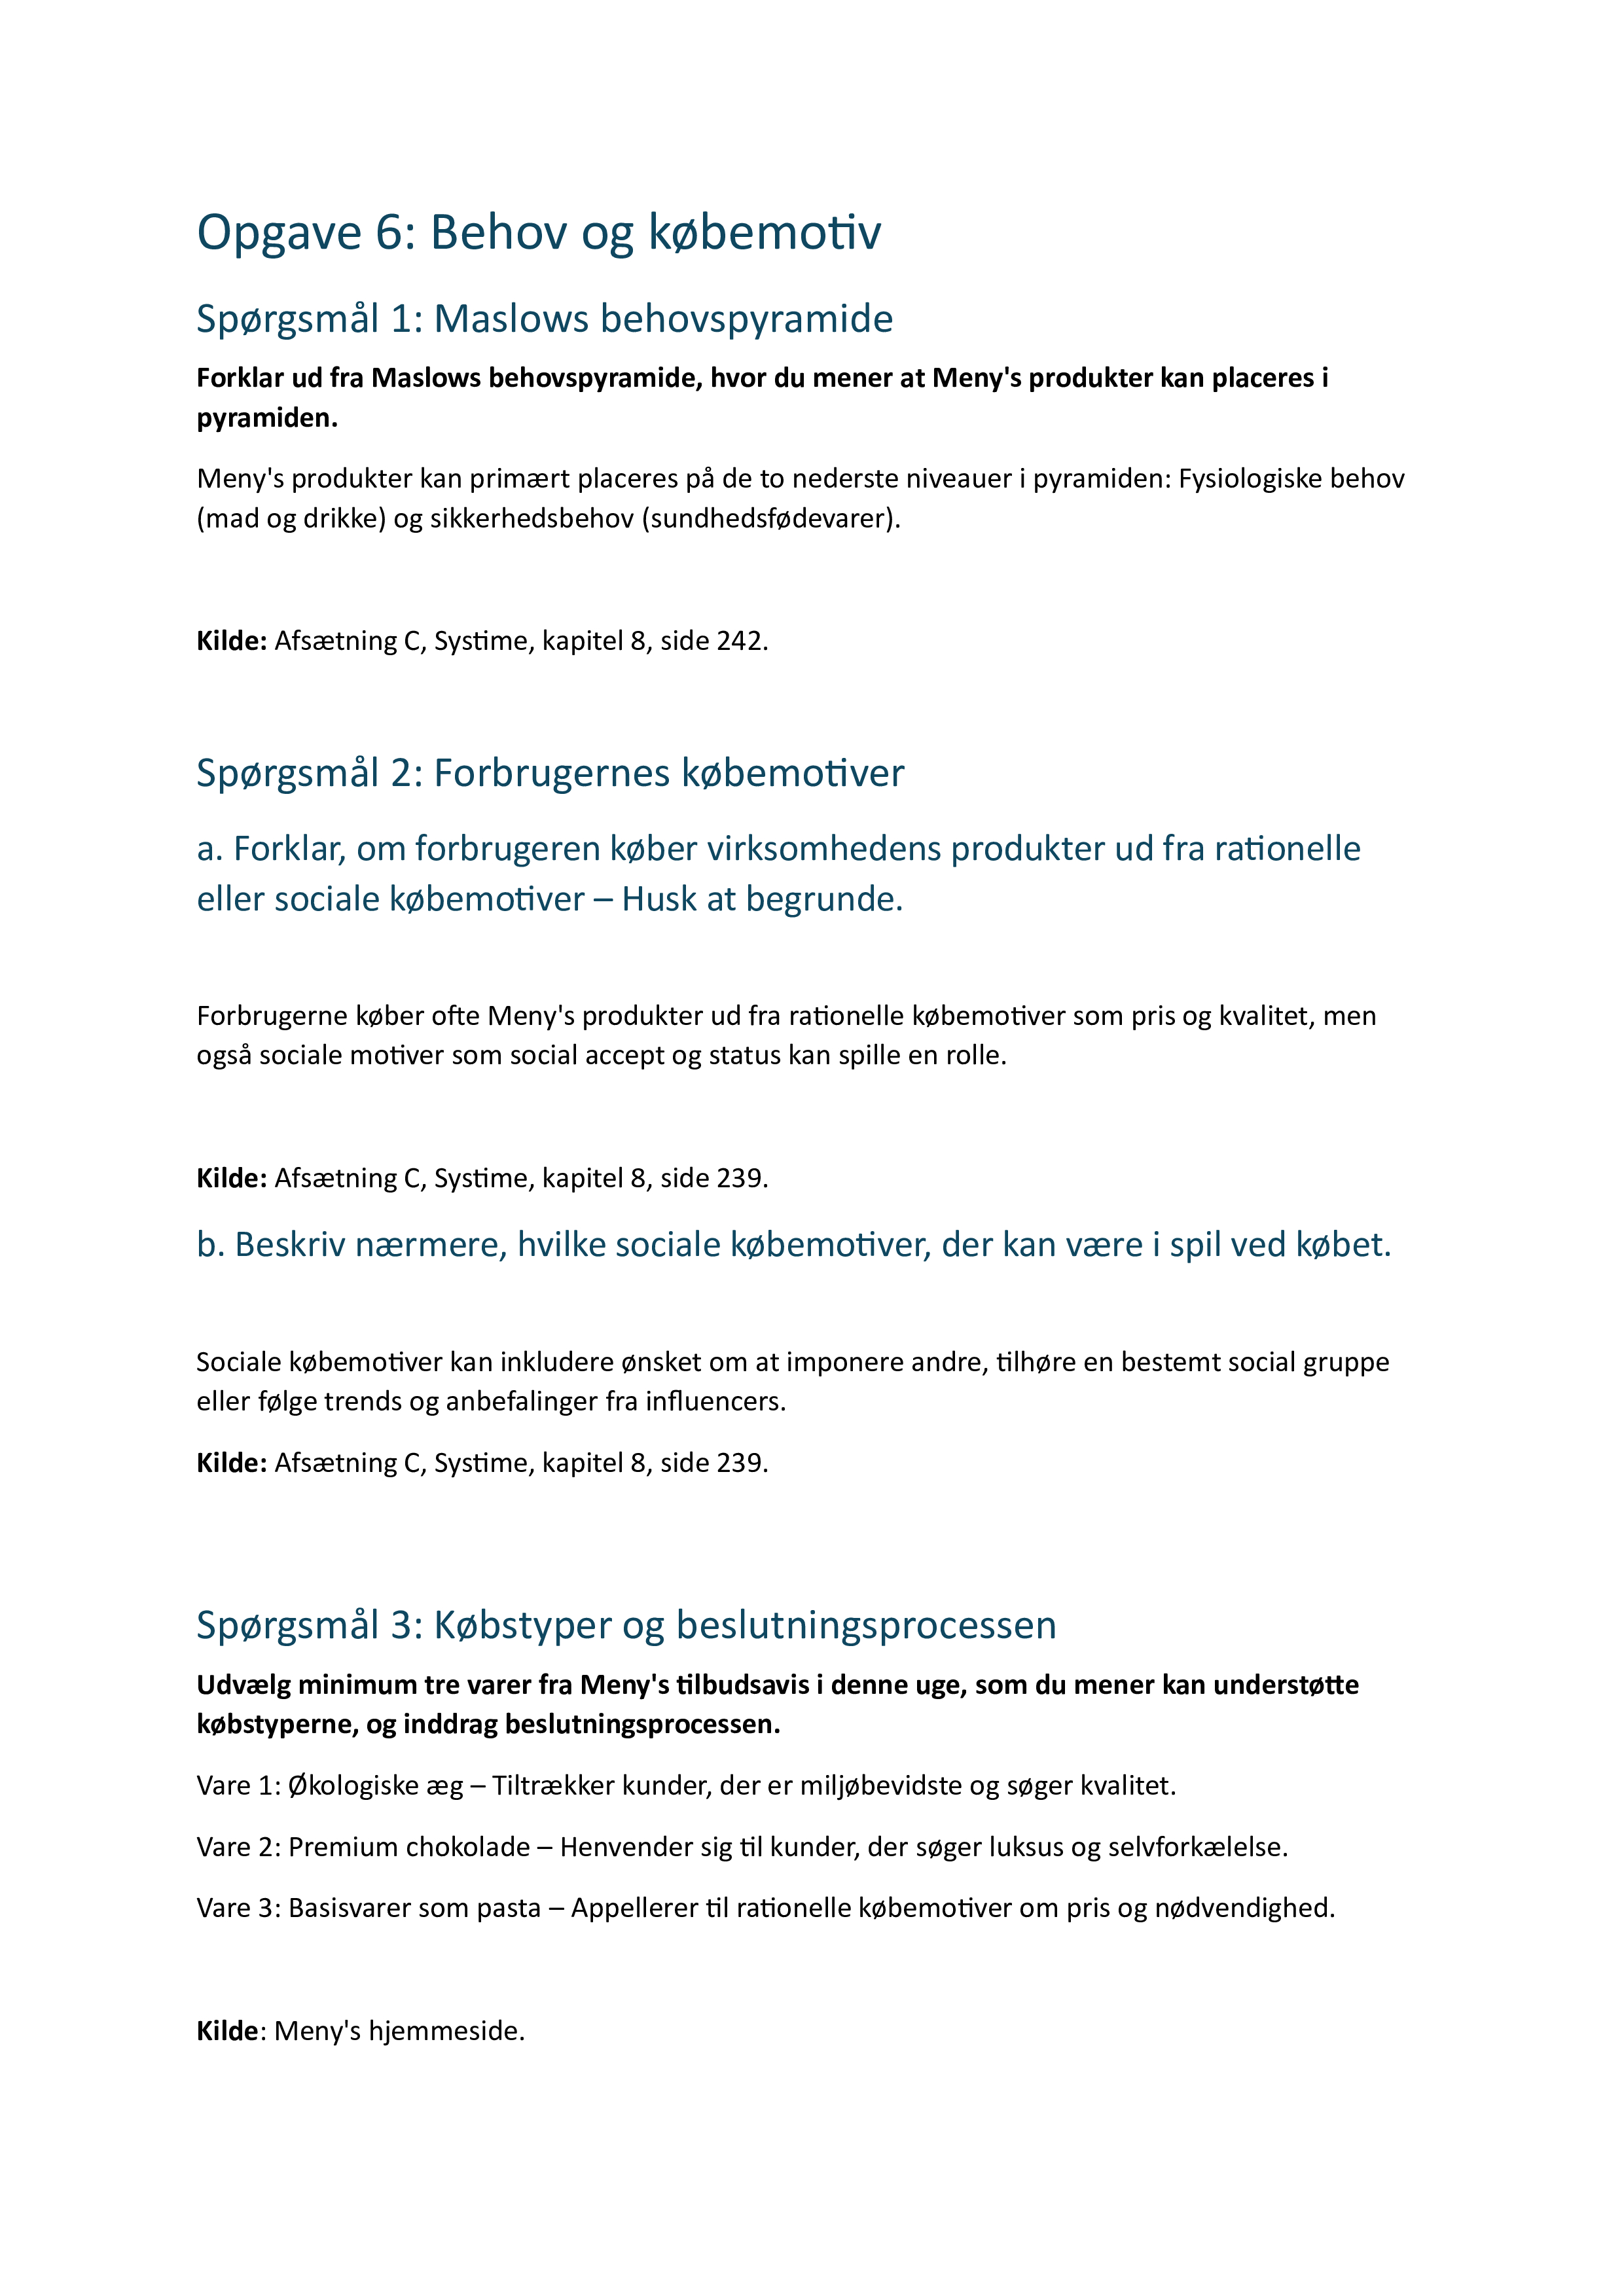 Opgave 6: Behov og købemotiv
Spørgsmål 1: Maslows behovspyramide
Forklar ud fra Maslows behovspyramide, hvor du mener at Meny's produkter kan placeres i
pyramiden.
Meny's produkter kan primært placeres på de to nederste niveauer i pyramiden: Fysiologiske behov
(mad og drikke) og sikkerhedsbehov (sundhedsfødevarer).
Kilde: Afsætning C, Systime, kapitel 8, side 242.
Spørgsmål 2: Forbrugernes købemotiver
a. Forklar, om forbrugeren køber virksomhedens produkter ud fra rationelle
eller sociale købemotiver – Husk at begrunde.
Forbrugerne køber ofte Meny's produkter ud fra rationelle købemotiver som pris og kvalitet, men
også sociale motiver som social accept og status kan spille en rolle.
Kilde: Afsætning C, Systime, kapitel 8, side 239.
b. Beskriv nærmere, hvilke sociale købemotiver, der kan være i spil ved købet.
Sociale købemotiver kan inkludere ønsket om at imponere andre, tilhøre en bestemt social gruppe
eller følge trends og anbefalinger fra influencers.
Kilde: Afsætning C, Systime, kapitel 8, side 239.
Spørgsmål 3: Købstyper og beslutningsprocessen
Udvælg minimum tre varer fra Meny's tilbudsavis i denne uge, som du mener kan understøtte
købstyperne, og inddrag beslutningsprocessen.
Vare 1: Økologiske æg – Tiltrækker kunder, der er miljøbevidste og søger kvalitet.
Vare 2: Premium chokolade – Henvender sig til kunder, der søger luksus og selvforkælelse.
Vare 3: Basisvarer som pasta – Appellerer til rationelle købemotiver om pris og nødvendighed.
Kilde: Meny's hjemmeside.